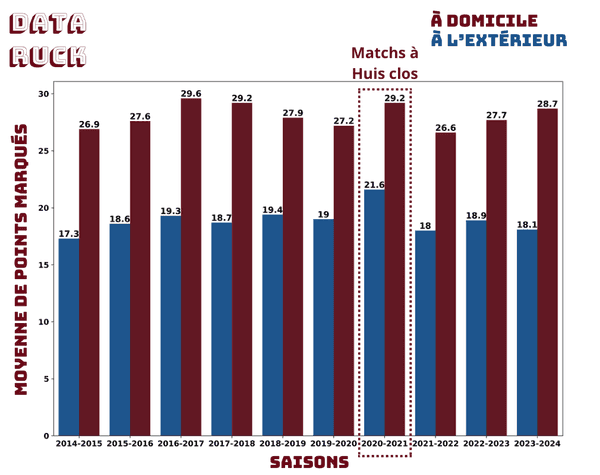 DATA
RUCK
À DOMICILE
À L'EXTÉRIEUR
Matchs à
Huis clos
MOYENNE DE POINTS MARQUÉS
30
25
20
15
10
5
0
17.3 26.9 18.6 27.6 19.3 29.6 18.7 29.2 19.4 27.9 19 27.2 21.6 29.2 18 26.6 18.9 27.7 18.1 28.7
2014-2015 2015-2016 2016-2017 2017-2018 2018-2019 2019-2020 2020-2021 2021-2022 2022-2023 2023-2024
SAISONS